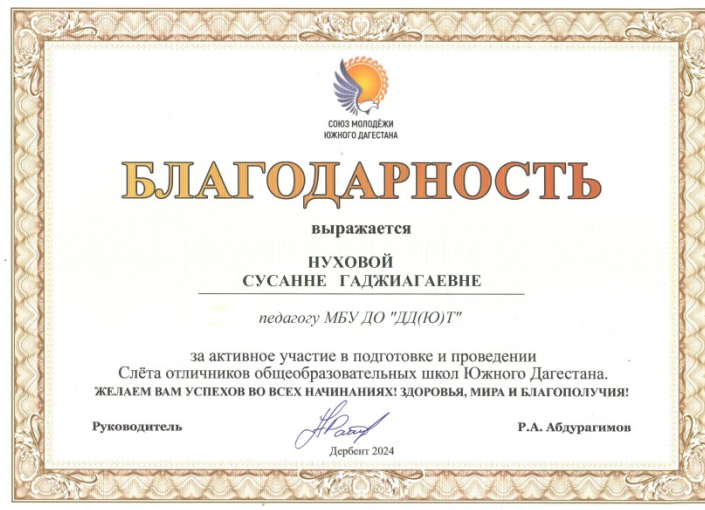 СОЮЗ МОЛОДЁЖИ
ЮЖНОГО ДАГЕСТАНА
БЛАГОДАРНОСТЬ
выражается
НУХОВОЙ
СУСАННЕ ГАДЖИАГАЕВНЕ
педагогу МБУ ДО "ДД(Ю)Т"
за активное участие в подготовке и проведении
Слёта отличников общеобразовательных школ Южного Дагестана.
ЖЕЛАЕМ ВАМ УСПЕХОВ ВО ВСЕХ НАЧИНАНИЯХ! ЗДОРОВЬЯ, МИРА И БЛАГОПОЛУЧИЯ!
Руководитель Р.А. Абдурагимов
Дербент 2024